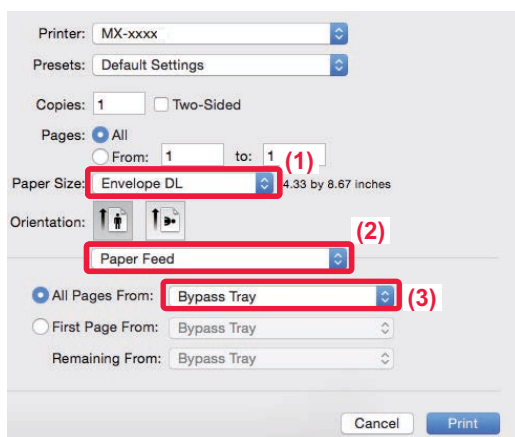 Printer: MX-xxxx
Presets: Default Settings
Copies: 1 Two-Sided
Pages: All
From: 1 to: 1
(1)
Paper Size: Envelope DL 4.33 by 8.67 inches
Orientation:
(2)
Paper Feed
All Pages From: Bypass Tray (3)
First Page From: Bypass Tray
Remaining From: Bypass Tray
Cancel Print